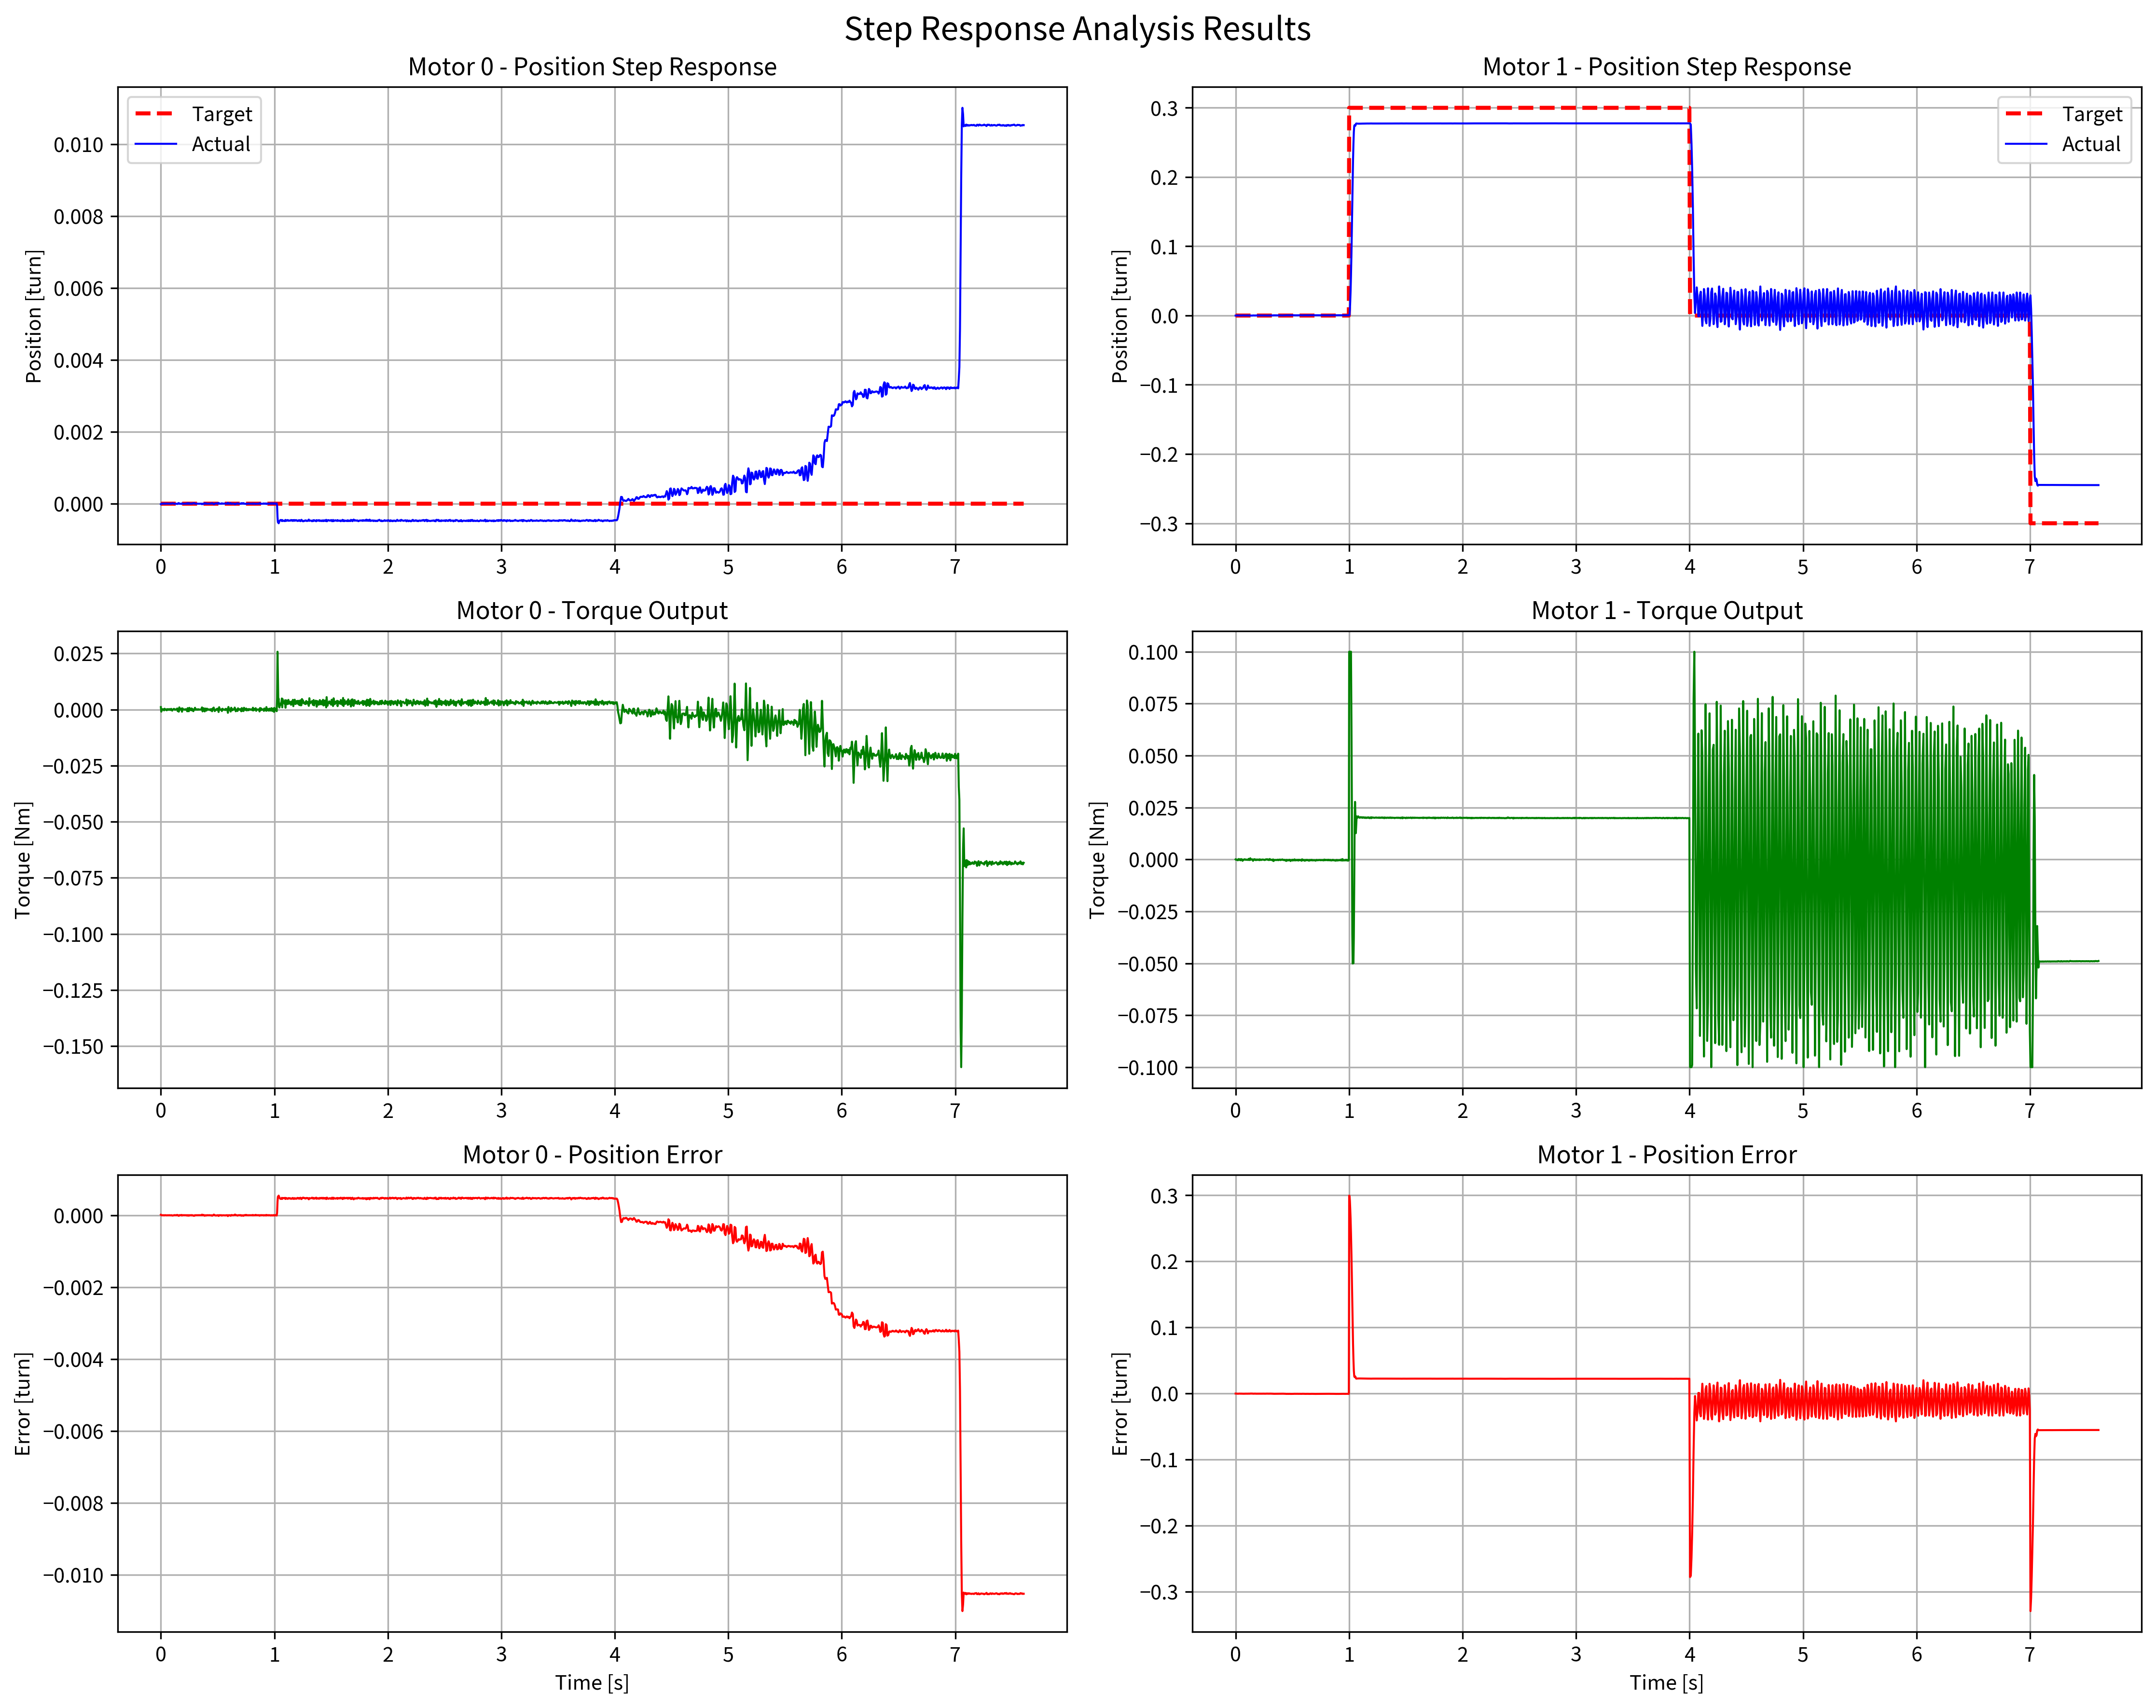 Step Response Analysis Results
Motor 0 - Position Step Response
Target
Actual
Position [turn]
0.010
0.008
0.006
0.004
0.002
0.000
0 1 2 3 4 5 6 7
Motor 1 - Position Step Response
Target
Actual
Position [turn]
0.3
0.2
0.1
0.0
−0.1
−0.2
−0.3
0 1 2 3 4 5 6 7
Motor 0 - Torque Output
Torque [Nm]
0.025
0.000
−0.025
−0.050
−0.075
−0.100
−0.125
−0.150
0 1 2 3 4 5 6 7
Motor 1 - Torque Output
Torque [Nm]
0.100
0.075
0.050
0.025
0.000
−0.025
−0.050
−0.075
−0.100
0 1 2 3 4 5 6 7
Motor 0 - Position Error
Error [turn]
0.000
−0.002
−0.004
−0.006
−0.008
−0.010
0 1 2 3 4 5 6 7
Time [s]
Motor 1 - Position Error
Error [turn]
0.3
0.2
0.1
0.0
−0.1
−0.2
−0.3
0 1 2 3 4 5 6 7
Time [s]